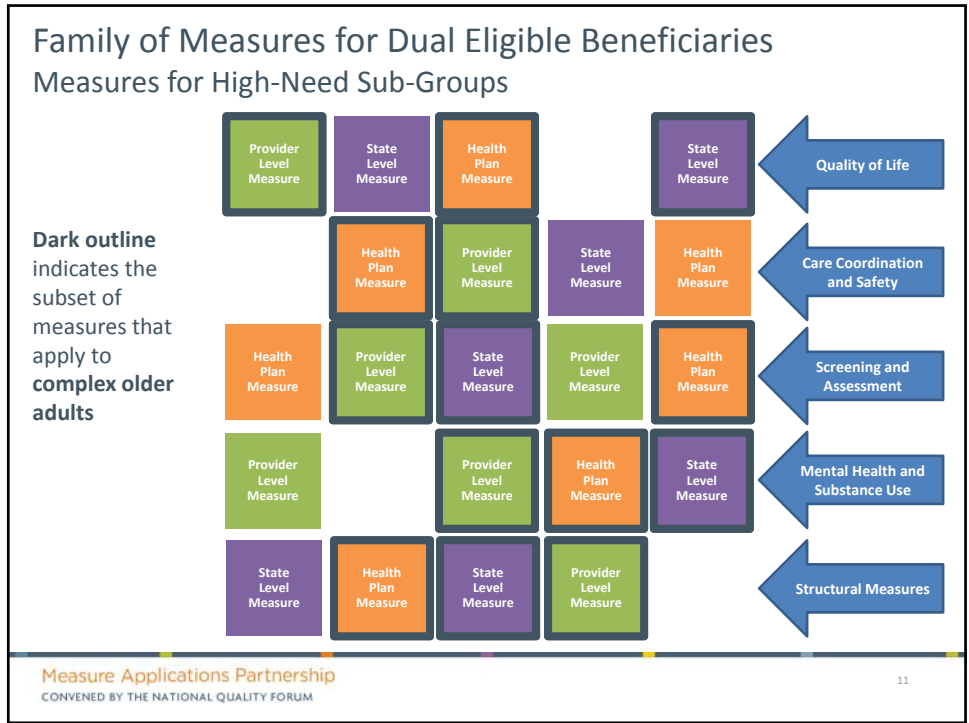 Family of Measures for Dual Eligible Beneficiaries
Measures for High-Need Sub-Groups
Provider
Level
Measure
State
Level
Measure
Health
Plan
Measure
State
Level
Measure
Quality of Life
Dark outline
indicates the
subset of
measures that
apply to
complex older
adults
Health
Plan
Measure
Provider
Level
Measure
State
Level
Measure
Health
Plan
Measure
Care Coordination
and Safety
Health
Plan
Measure
Provider
Level
Measure
State
Level
Measure
Provider
Level
Measure
Health
Plan
Measure
Screening and
Assessment
Provider
Level
Measure
Provider
Level
Measure
Health
Plan
Measure
State
Level
Measure
Mental Health and
Substance Use
State
Level
Measure
Health
Plan
Measure
State
Level
Measure
Provider
Level
Measure
Structural Measures
Measure Applications Partnership
CONVENED BY THE NATIONAL QUALITY FORUM
11